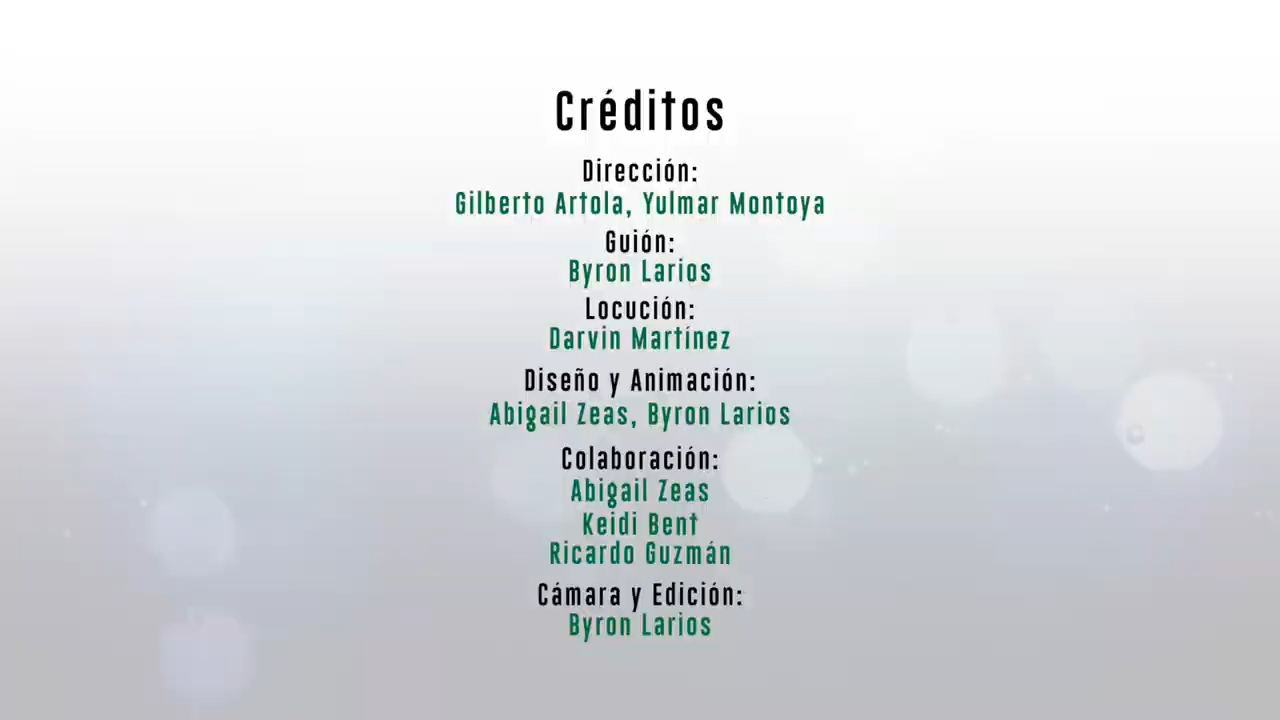 Créditos
Dirección:
Gilberto Artola, Yulmar Montoya
Guión:
Byron Larios
Locución:
Darvin Martínez
Diseño y Animación:
Abigail Zeas, Byron Larios
Colaboración:
Abigail Zeas
Keidi Bent
Ricardo Guzmán
Cámara y Edición:
Byron Larios